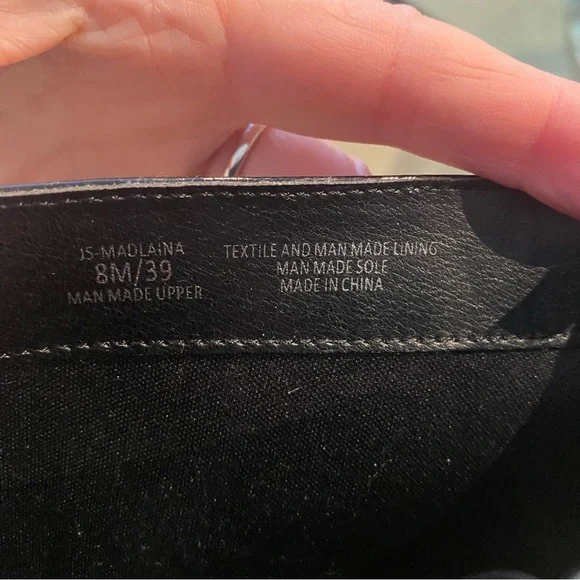 JS-MADLAINA
8M/39
MAN MADE UPPER
TEXTILE AND MAN MADE LINING
MAN MADE SOLE
MADE IN CHINA